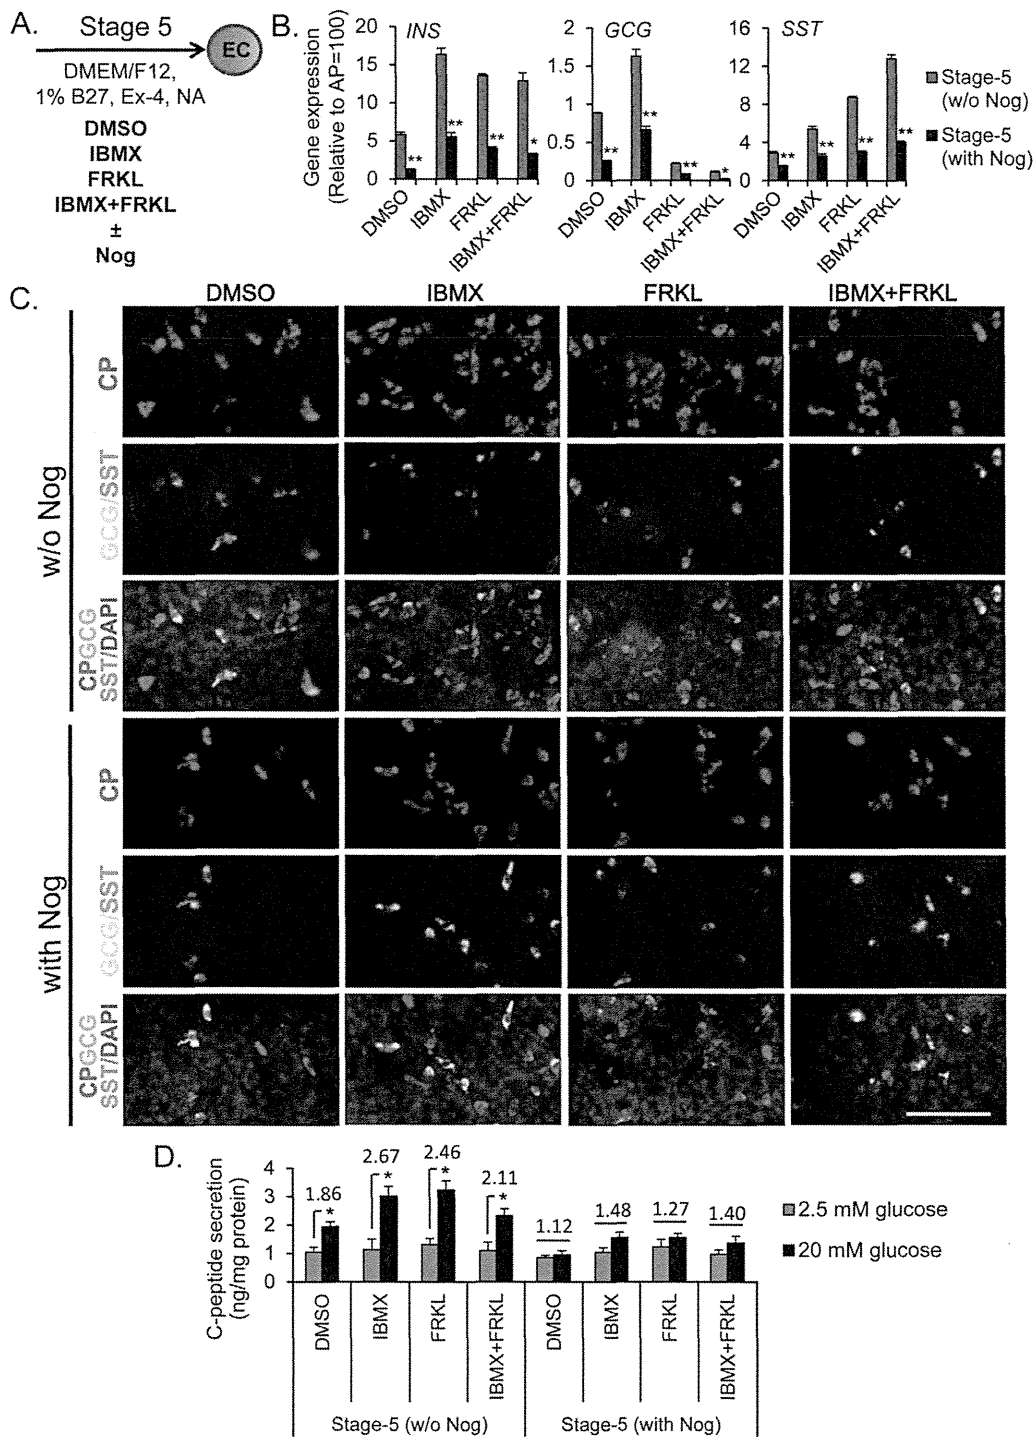 A.
Stage 5
EC
DMEM/F12,
1% B27, Ex-4, NA
DMSO
IBMX
FRKL
IBMX+FRKL
±
Nog
B.
Gene expression
(Relative to AP=100)
INS
20
15
10
5
0
**
**
**
*
DMSO
IBMX
FRKL
IBMX+FRKL
GCG
2
1.5
1
0.5
0
**
**
**
*
DMSO
IBMX
FRKL
IBMX+FRKL
SST
16
12
8
4
0
**
**
**
**
DMSO
IBMX
FRKL
IBMX+FRKL
Stage-5
(w/o Nog)
Stage-5
(with Nog)
C.
DMSO IBMX FRKL IBMX+FRKL
w/o Nog
CP
GCG/SST
CPGCG
SST/DAPI
with Nog
CP
GCG/SST
CPGCG
SST/DAPI
D.
C-peptide secretion
(ng/mg protein)
4
3
2
1
0
1.86
*
2.67
*
2.46
*
2.11
*
1.12
1.48
1.27
1.40
2.5 mM glucose
20 mM glucose
DMSO
IBMX
FRKL
IBMX+FRKL
DMSO
IBMX
FRKL
IBMX+FRKL
Stage-5 (w/o Nog)
Stage-5 (with Nog)